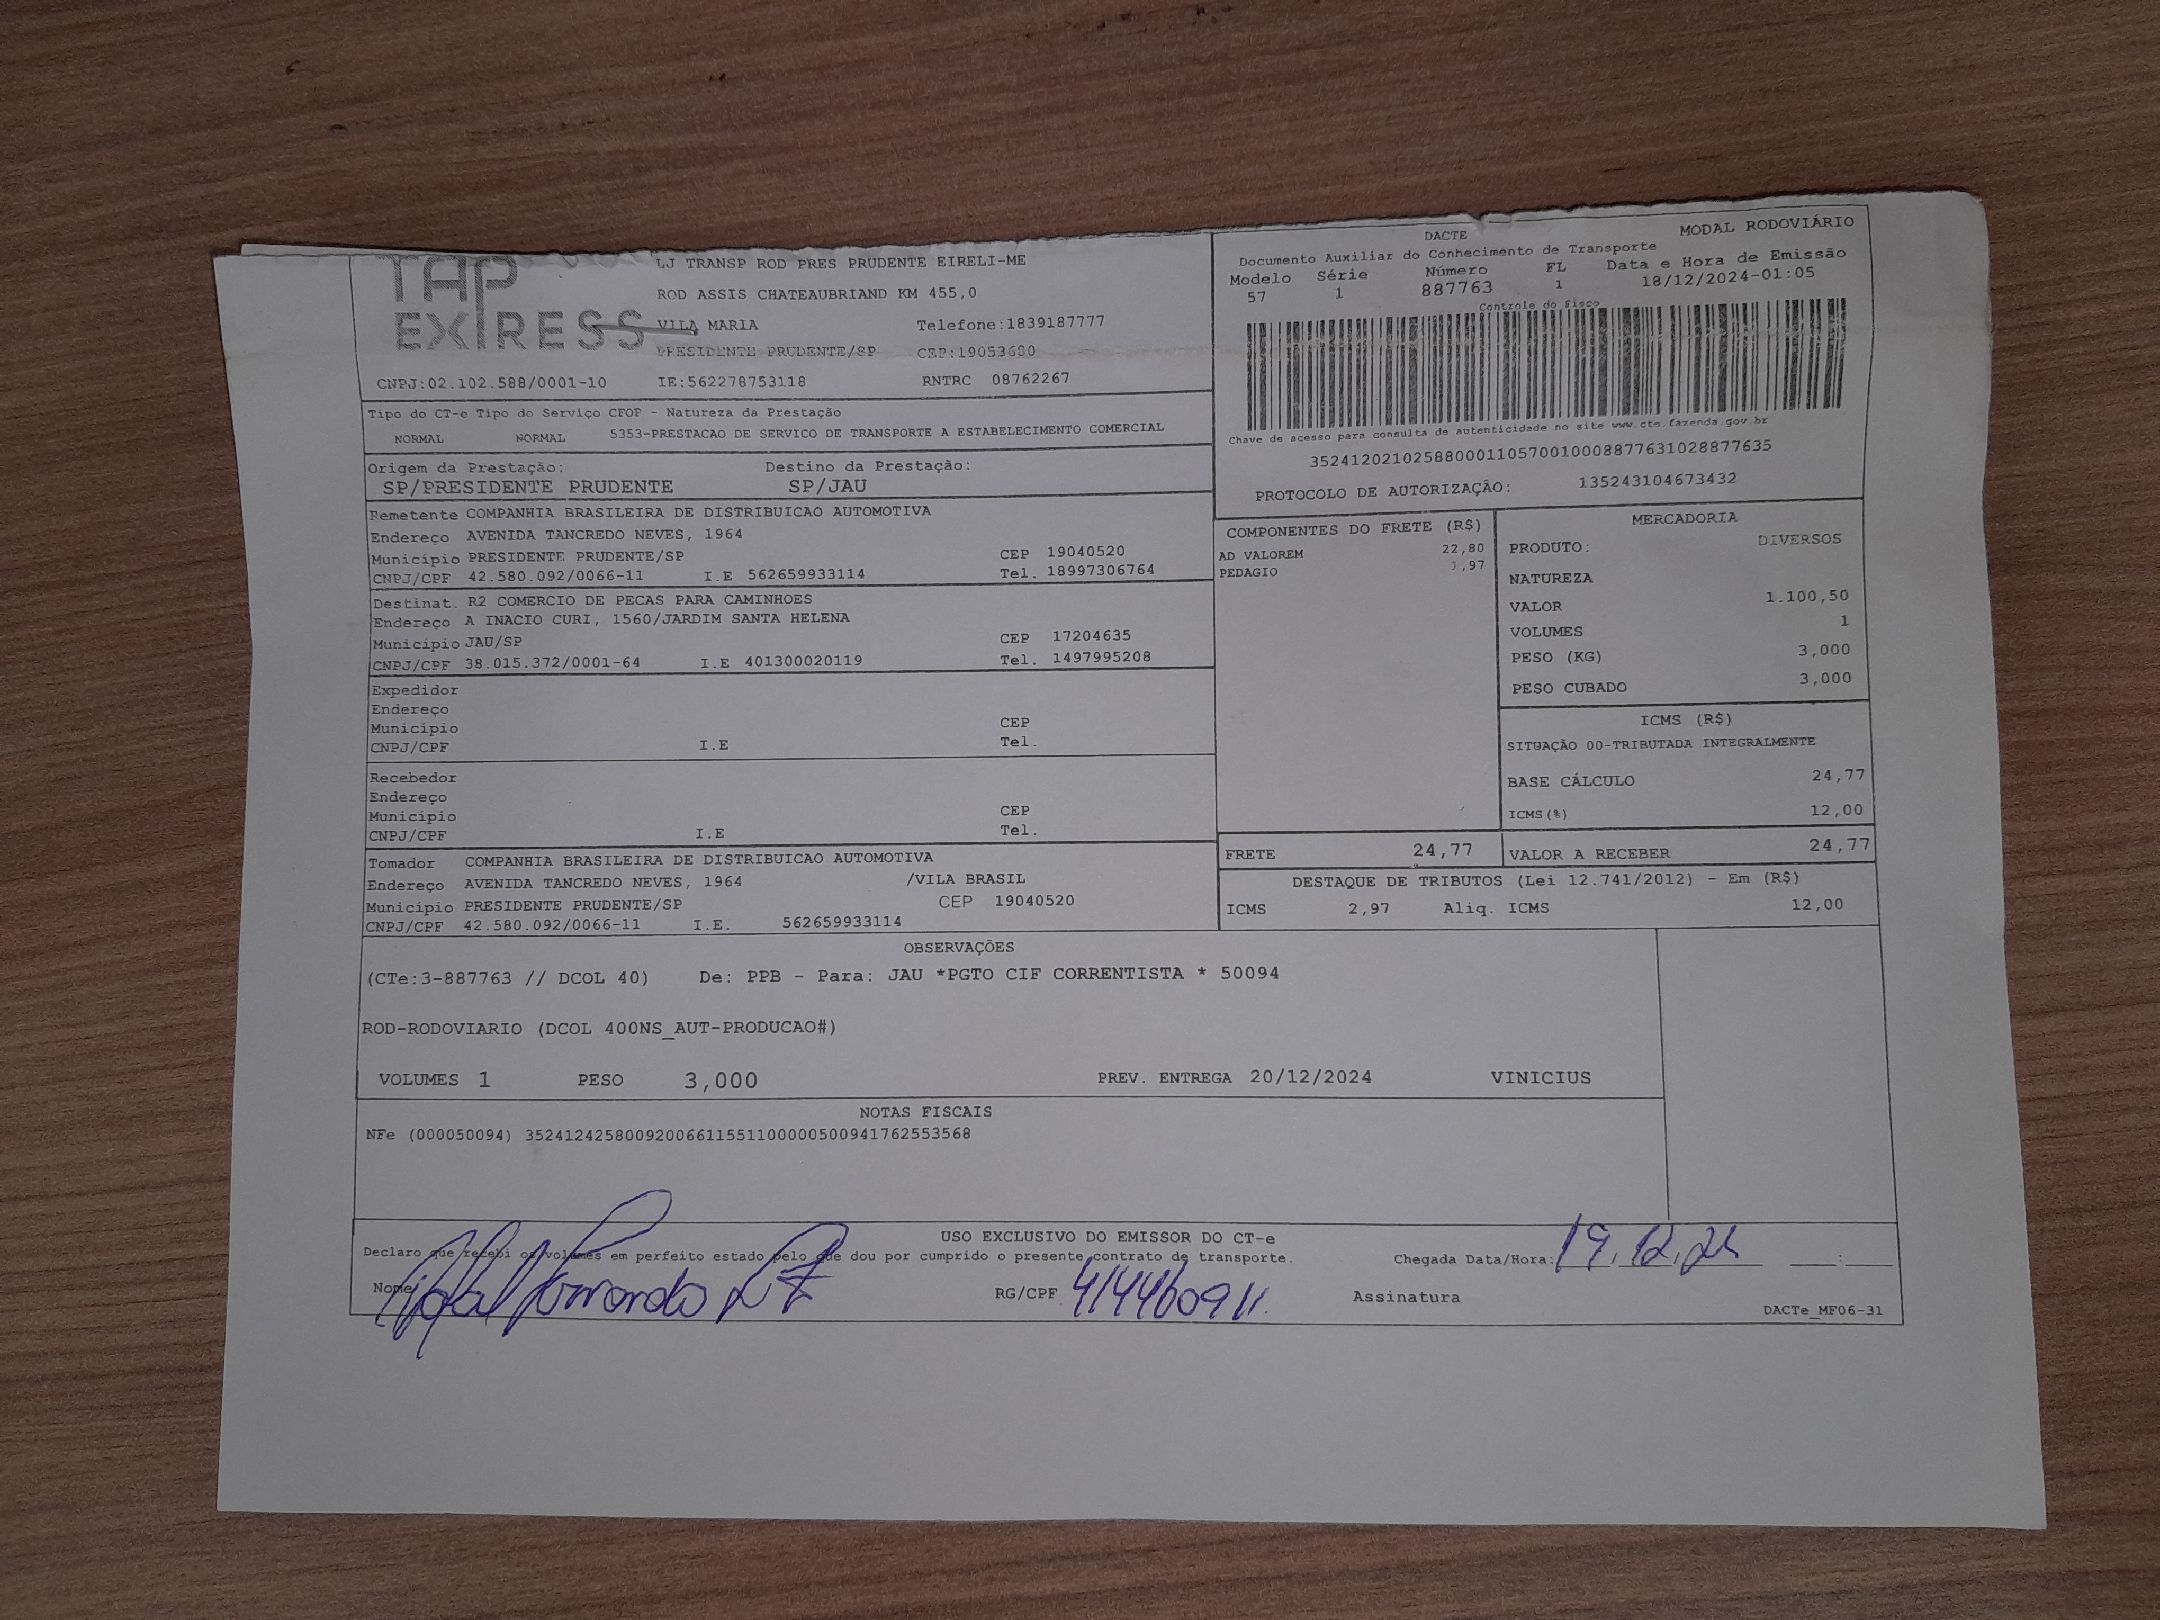 TAP
EXPRESS
LJ TRANSP ROD PRES PRUDENTE EIRELI-ME
ROD ASSIS CHATEAUBRIAND KM 455,0
VILA MARIA Telefone:1839187777
PRESIDENTE PRUDENTE/SP CEP:19053680
CNPJ:02.102.588/0001-10 IE:562278753118 RNTRC 08762267
DACTE MODAL RODOVIÁRIO
Documento Auxiliar do Conhecimento de Transporte
Modelo Série Número FL Data e Hora de Emissão
57 1 887763 1 18/12/2024-01:05
Controle do Fisco
Chave de acesso para consulta de autenticidade no site www.cte.fazenda.gov.br
35241202102588000110570010008877631028877635
PROTOCOLO DE AUTORIZAÇÃO: 135243104673432
Tipo do CT-e Tipo do Serviço CFOP - Natureza da Prestação
NORMAL NORMAL 5353-PRESTACAO DE SERVICO DE TRANSPORTE A ESTABELECIMENTO COMERCIAL
Origem da Prestação: Destino da Prestação:
SP/PRESIDENTE PRUDENTE SP/JAU
Remetente COMPANHIA BRASILEIRA DE DISTRIBUICAO AUTOMOTIVA
Endereço AVENIDA TANCREDO NEVES, 1964
Município PRESIDENTE PRUDENTE/SP CEP 19040520
CNPJ/CPF 42.580.092/0066-11 I.E 562659933114 Tel. 18997306764
Destinat. R2 COMERCIO DE PECAS PARA CAMINHOES
Endereço A INACIO CURI, 1560/JARDIM SANTA HELENA
Município JAU/SP CEP 17204635
CNPJ/CPF 38.015.372/0001-64 I.E 401300020119 Tel. 1497995208
Expedidor
Endereço
Município CEP
CNPJ/CPF I.E Tel.
Recebedor
Endereço
Município CEP
CNPJ/CPF I.E Tel.
Tomador COMPANHIA BRASILEIRA DE DISTRIBUICAO AUTOMOTIVA
Endereço AVENIDA TANCREDO NEVES, 1964 /VILA BRASIL
Município PRESIDENTE PRUDENTE/SP CEP 19040520
CNPJ/CPF 42.580.092/0066-11 I.E. 562659933114
COMPONENTES DO FRETE (R$)
AD VALOREM 22,80
PEDAGIO 1,97
MERCADORIA
PRODUTO: DIVERSOS
NATUREZA
VALOR 1.100,50
VOLUMES 1
PESO (KG) 3,000
PESO CUBADO 3,000
ICMS (R$)
SITUAÇÃO 00-TRIBUTADA INTEGRALMENTE
BASE CÁLCULO 24,77
ICMS(%) 12,00
FRETE 24,77 VALOR A RECEBER 24,77
DESTAQUE DE TRIBUTOS (Lei 12.741/2012) - Em (R$)
ICMS 2,97 Aliq. ICMS 12,00
OBSERVAÇÕES
(CTe:3-887763 // DCOL 40) De: PPB - Para: JAU *PGTO CIF CORRENTISTA * 50094
ROD-RODOVIARIO (DCOL 400NS_AUT-PRODUCAO#)
VOLUMES 1 PESO 3,000 PREV. ENTREGA 20/12/2024 VINICIUS
NOTAS FISCAIS
NFe (000050094) 35241242580092006611551100000500941762553568
USO EXCLUSIVO DO EMISSOR DO CT-e
Declaro que recebi os volumes em perfeito estado pelo que dou por cumprido o presente contrato de transporte. Chegada Data/Hora: 19.12.24 :
Nome RG/CPF 414460911. Assinatura
DACTe_MF06-31